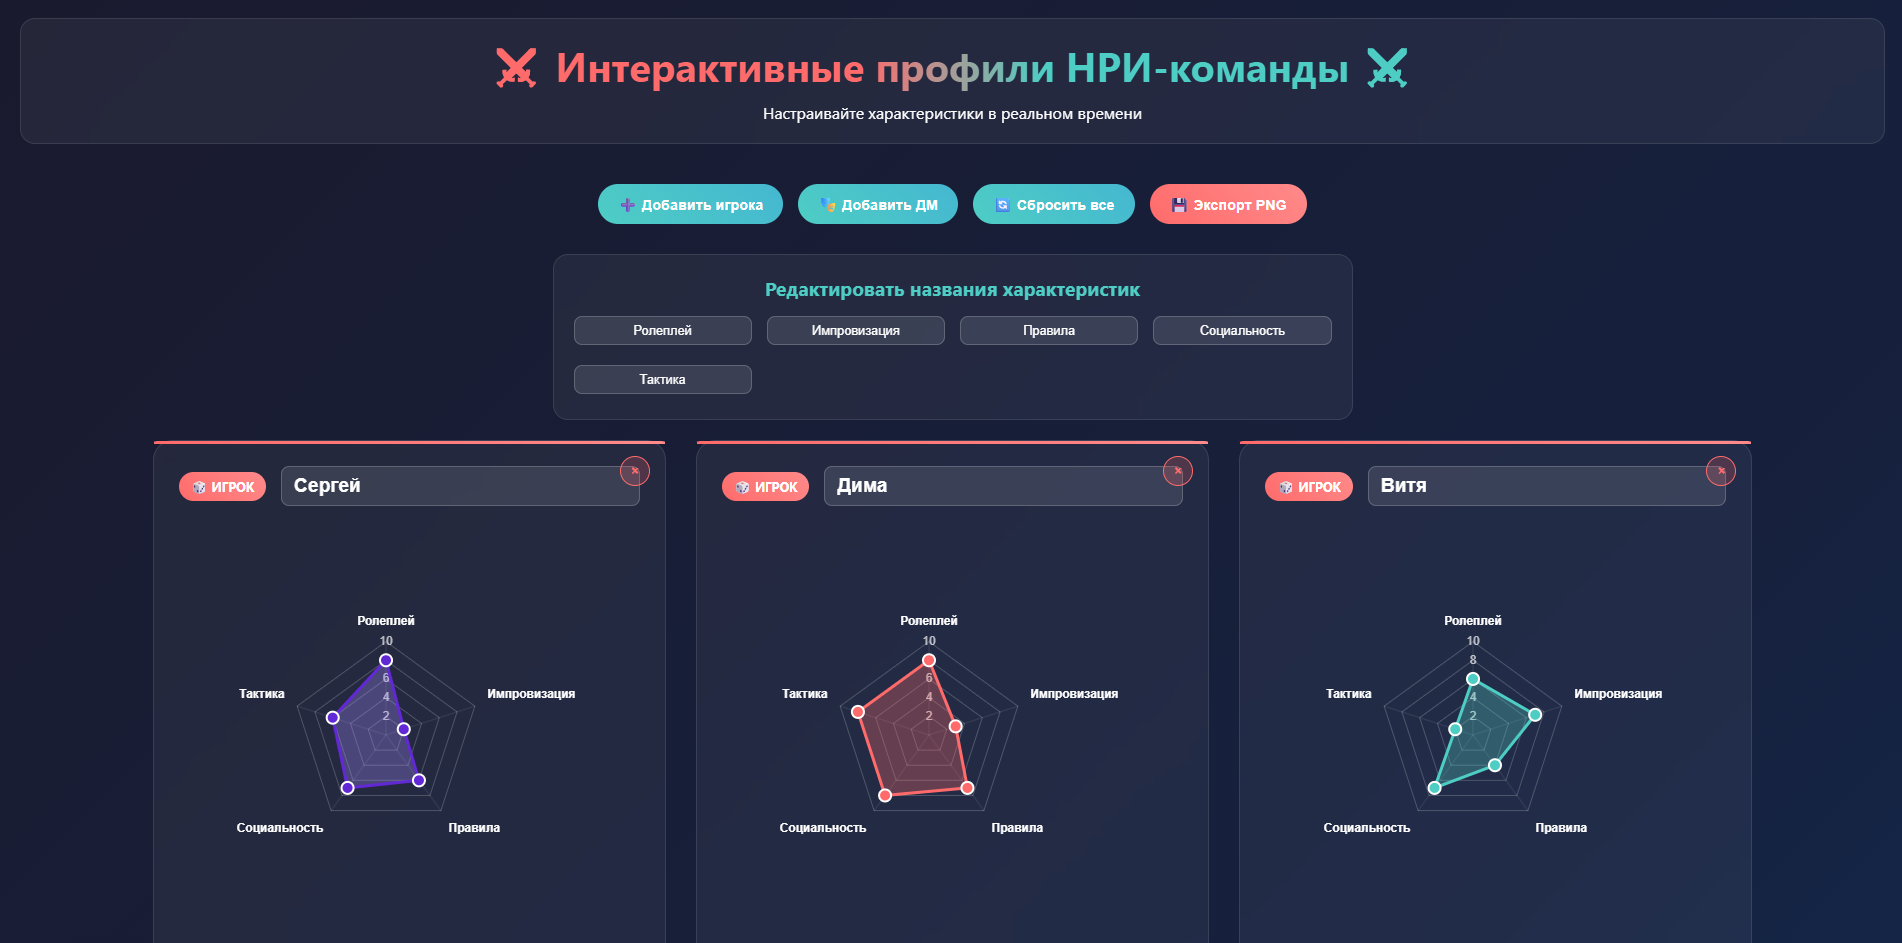 ⚔ Интерактивные профили НРИ-команды ⚔
Настраивайте характеристики в реальном времени
➕ Добавить игрока
🎭 Добавить ДМ
🔄 Сбросить все
💾 Экспорт PNG
Редактировать названия характеристик
Ролеплей
Импровизация
Правила
Социальность
Тактика
🎲 ИГРОК
Сергей
×
Ролеплей
10
6
4
2
Тактика
Импровизация
Социальность
Правила
🎲 ИГРОК
Дима
×
Ролеплей
10
6
4
2
Тактика
Импровизация
Социальность
Правила
🎲 ИГРОК
Витя
×
Ролеплей
10
8
4
2
Тактика
Импровизация
Социальность
Правила